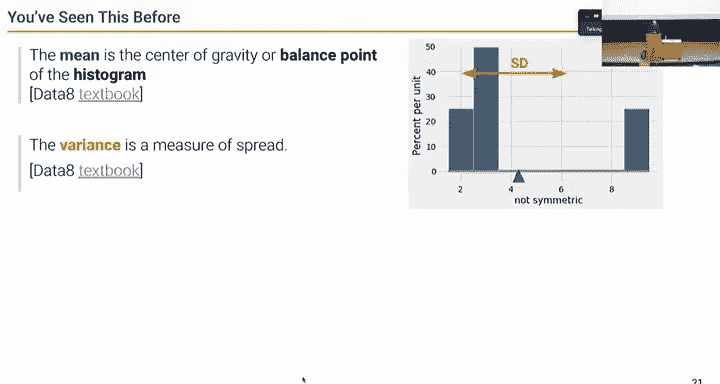 You've Seen This Before
The mean is the center of gravity or balance point
of the histogram
[Data8 textbook]
The variance is a measure of spread.
[Data8 textbook]
Talking
SD
Percent per unit
50
40
30
20
10
0
2 4 6 8
not symmetric
21